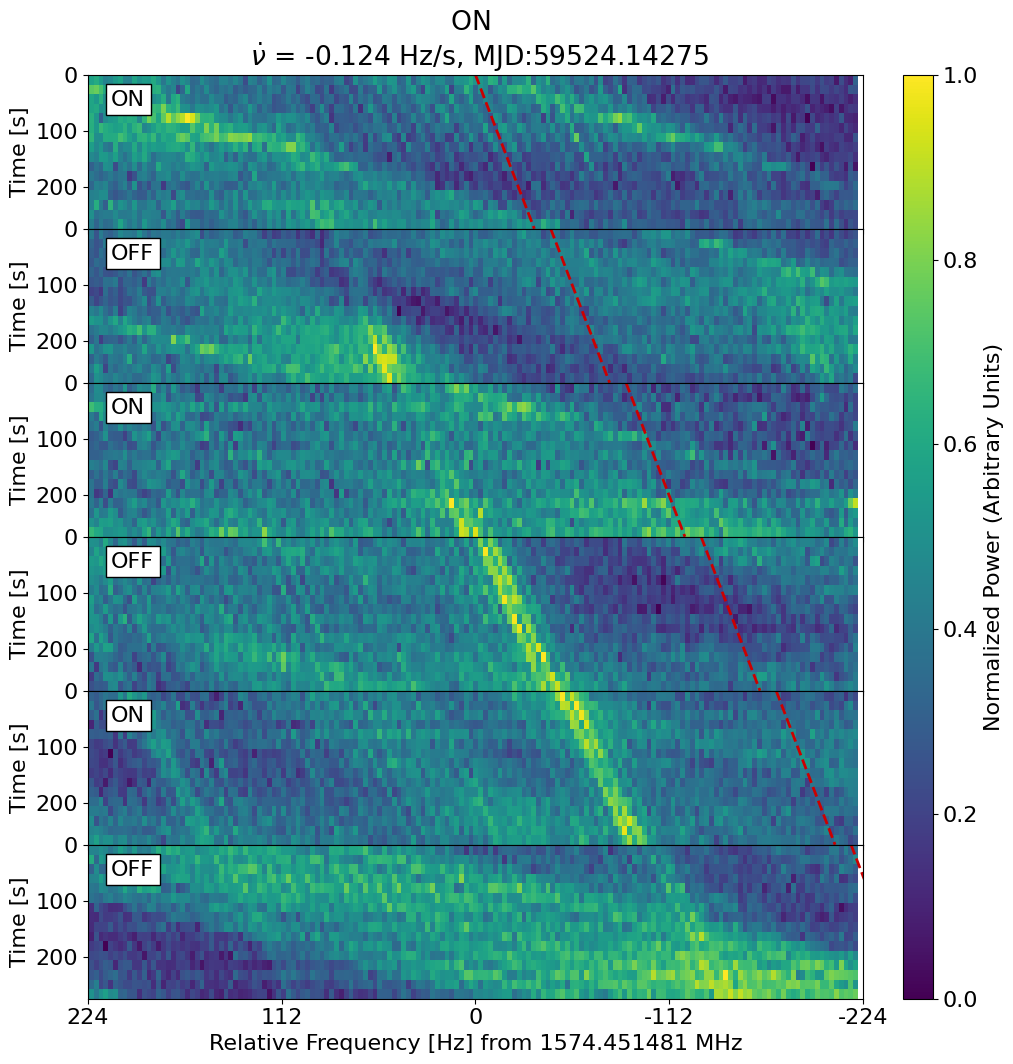 ON
ν̇ = -0.124 Hz/s, MJD:59524.14275
0
ON
Time [s]
100
200
0
OFF
Time [s]
100
200
0
ON
Time [s]
100
200
0
OFF
Time [s]
100
200
0
ON
Time [s]
100
200
0
OFF
Time [s]
100
200
224
112
0
-112
-224
Relative Frequency [Hz] from 1574.451481 MHz
1.0
0.8
0.6
0.4
0.2
0.0
Normalized Power (Arbitrary Units)